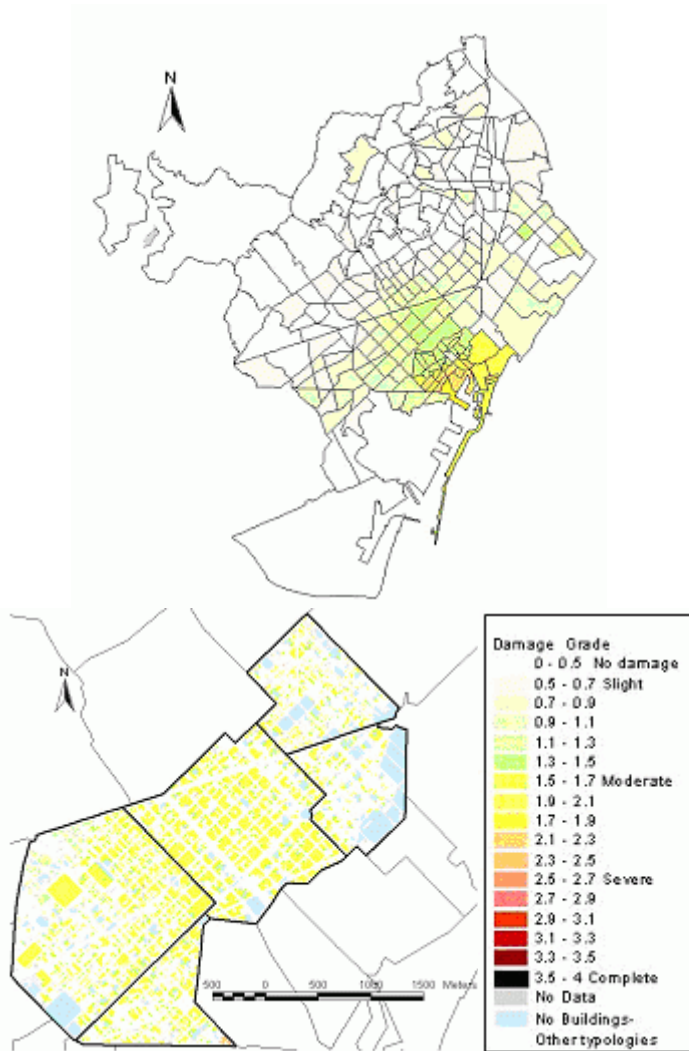 N
N
Damage Grade
0 - 0.5 No damage
0.5 - 0.7 Slight
0.7 - 0.9
0.9 - 1.1
1.1 - 1.3
1.3 - 1.5
1.5 - 1.7 Moderate
1.9 - 2.1
1.7 - 1.9
2.1 - 2.3
2.3 - 2.5
2.5 - 2.7 Severe
2.7 - 2.9
2.9 - 3.1
3.1 - 3.3
3.3 - 3.5
3.5 - 4 Complete
No Data
No Buildings-
Other typologies
500 0 500 1000 1500 Meters